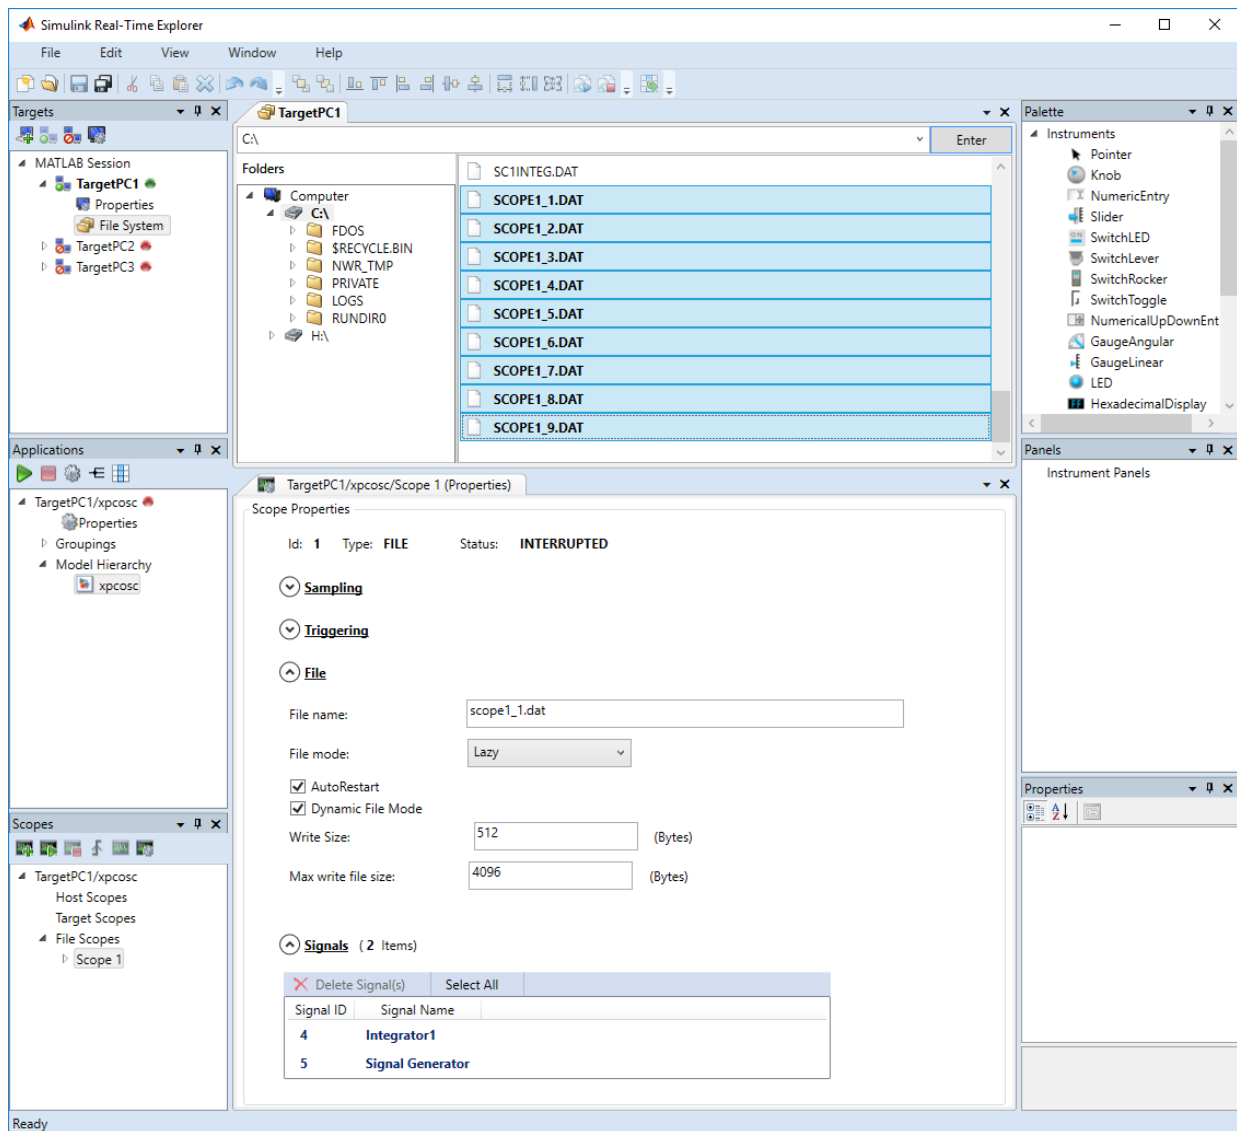 Simulink Real-Time Explorer
File Edit View Window Help
Targets
MATLAB Session
TargetPC1
Properties
File System
TargetPC2
TargetPC3
TargetPC1
C:\ Enter
Folders
Computer
C:\
FDOS
$RECYCLE.BIN
NWR_TMP
PRIVATE
LOGS
RUNDIR0
H:\
SC1INTEG.DAT
SCOPE1_1.DAT
SCOPE1_2.DAT
SCOPE1_3.DAT
SCOPE1_4.DAT
SCOPE1_5.DAT
SCOPE1_6.DAT
SCOPE1_7.DAT
SCOPE1_8.DAT
SCOPE1_9.DAT
Palette
Instruments
Pointer
Knob
NumericEntry
Slider
SwitchLED
SwitchLever
SwitchRocker
SwitchToggle
NumericalUpDownEnt
GaugeAngular
GaugeLinear
LED
HexadecimalDisplay
Applications
TargetPC1/xpcosc
Properties
Groupings
Model Hierarchy
xpcosc
TargetPC1/xpcosc/Scope 1 (Properties)
Scope Properties
Id: 1 Type: FILE Status: INTERRUPTED
Sampling
Triggering
File
File name: scope1_1.dat
File mode: Lazy
AutoRestart
Dynamic File Mode
Write Size: 512 (Bytes)
Max write file size: 4096 (Bytes)
Signals ( 2 Items)
Delete Signal(s) Select All
Signal ID Signal Name
4 Integrator1
5 Signal Generator
Panels
Instrument Panels
Properties
Scopes
TargetPC1/xpcosc
Host Scopes
Target Scopes
File Scopes
Scope 1
Ready